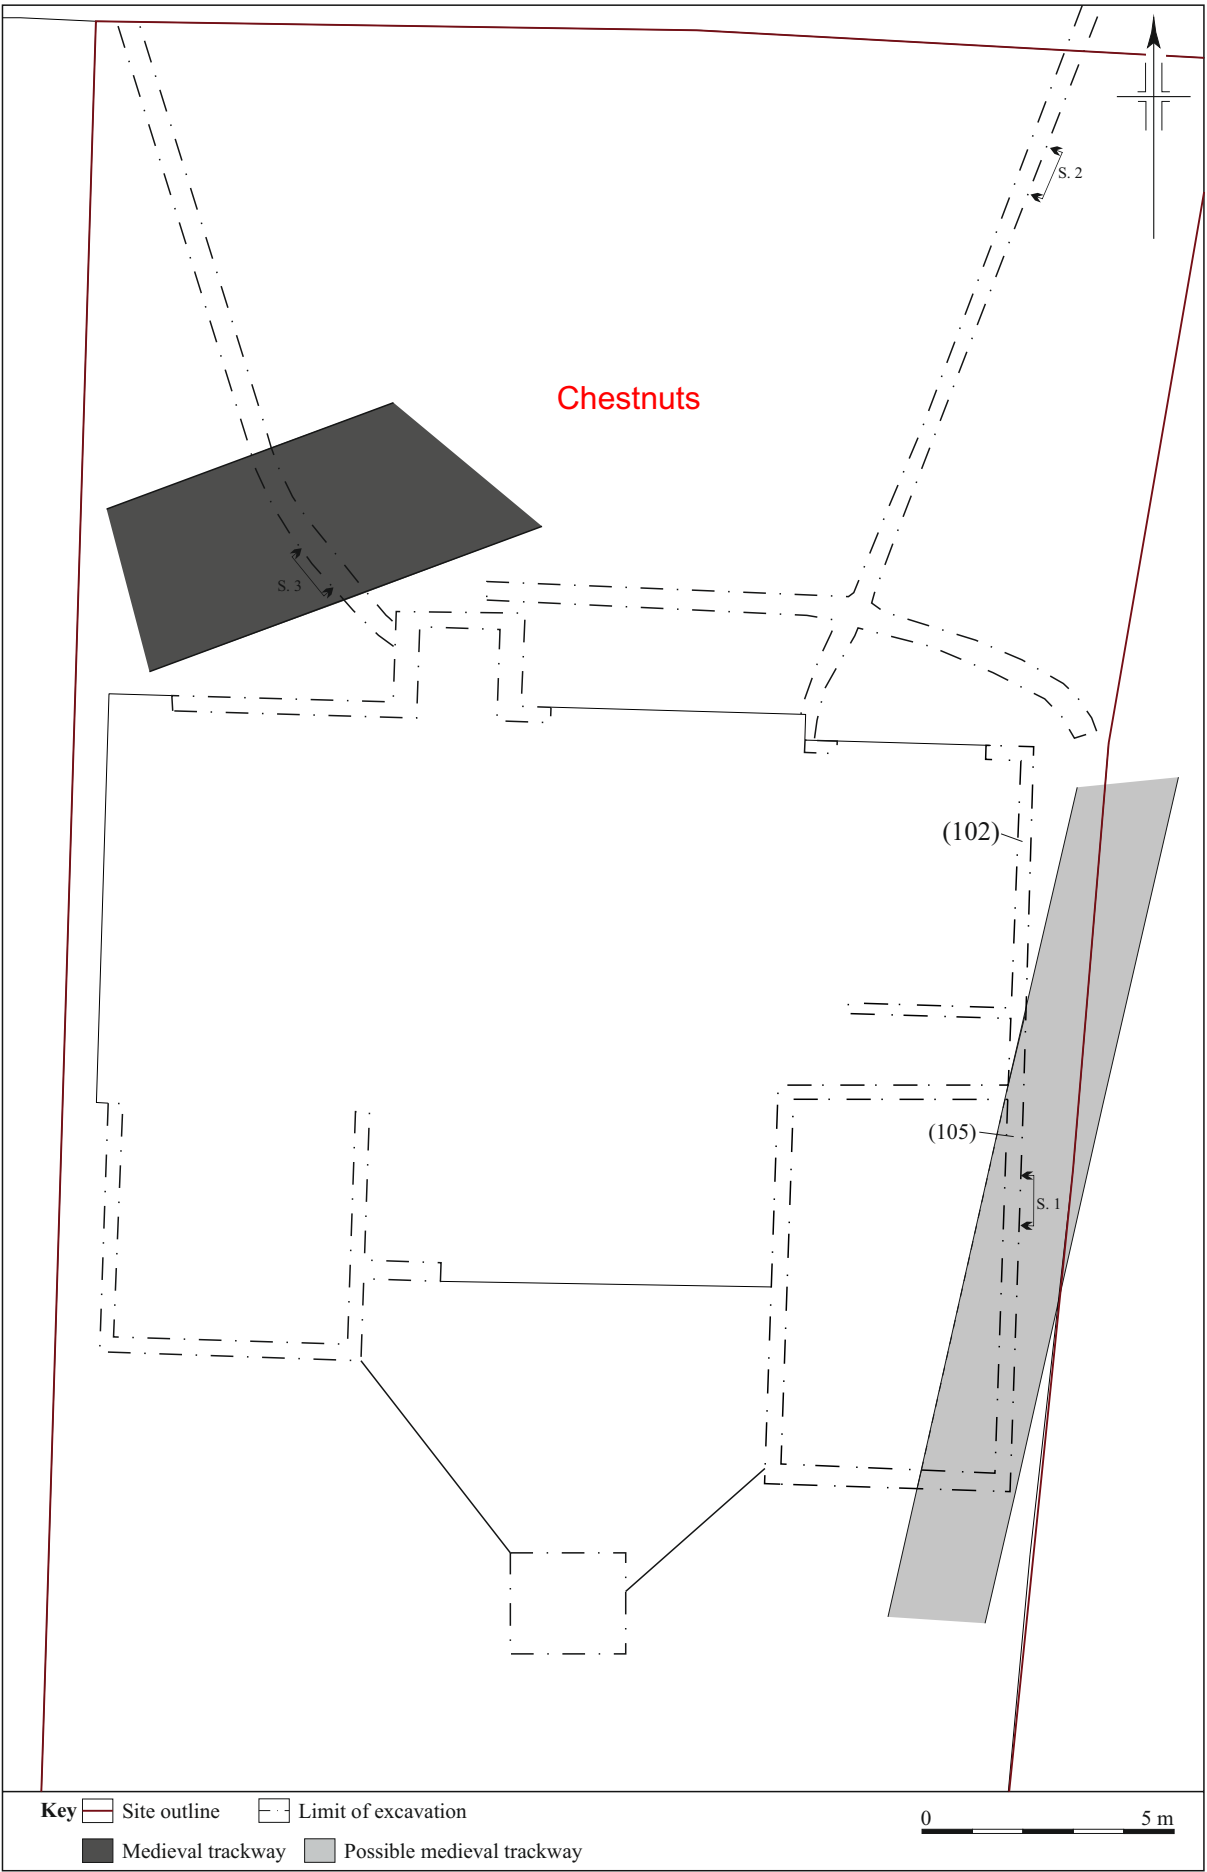 S. 2
Chestnuts
S. 3
(102)
(105)
S. 1
Key Site outline Limit of excavation 0 5 m
Medieval trackway Possible medieval trackway